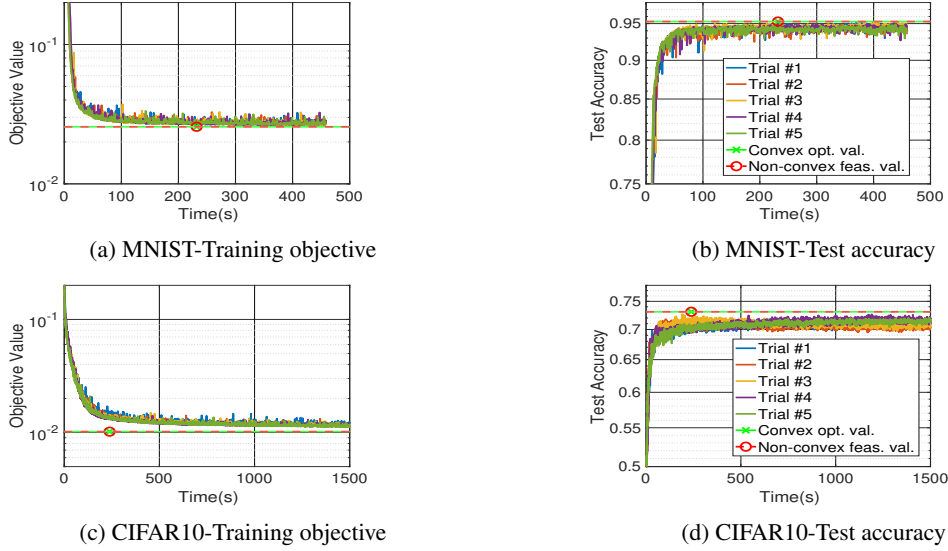 10⁻¹
10⁻²
Objective Value
0 100 200 300 400 500
Time(s)
(a) MNIST-Training objective
0.95
0.9
0.85
0.8
0.75
Test Accuracy
Trial #1
Trial #2
Trial #3
Trial #4
Trial #5
Convex opt. val.
Non-convex feas. val.
0 100 200 300 400 500
Time(s)
(b) MNIST-Test accuracy
10⁻¹
10⁻²
Objective Value
0 500 1000 1500
Time(s)
(c) CIFAR10-Training objective
0.75
0.7
0.65
0.6
0.5
Test Accuracy
Trial #1
Trial #2
Trial #3
Trial #4
Trial #5
Convex opt. val.
Non-convex feas. val.
0 500 1000 1500
Time(s)
(d) CIFAR10-Test accuracy